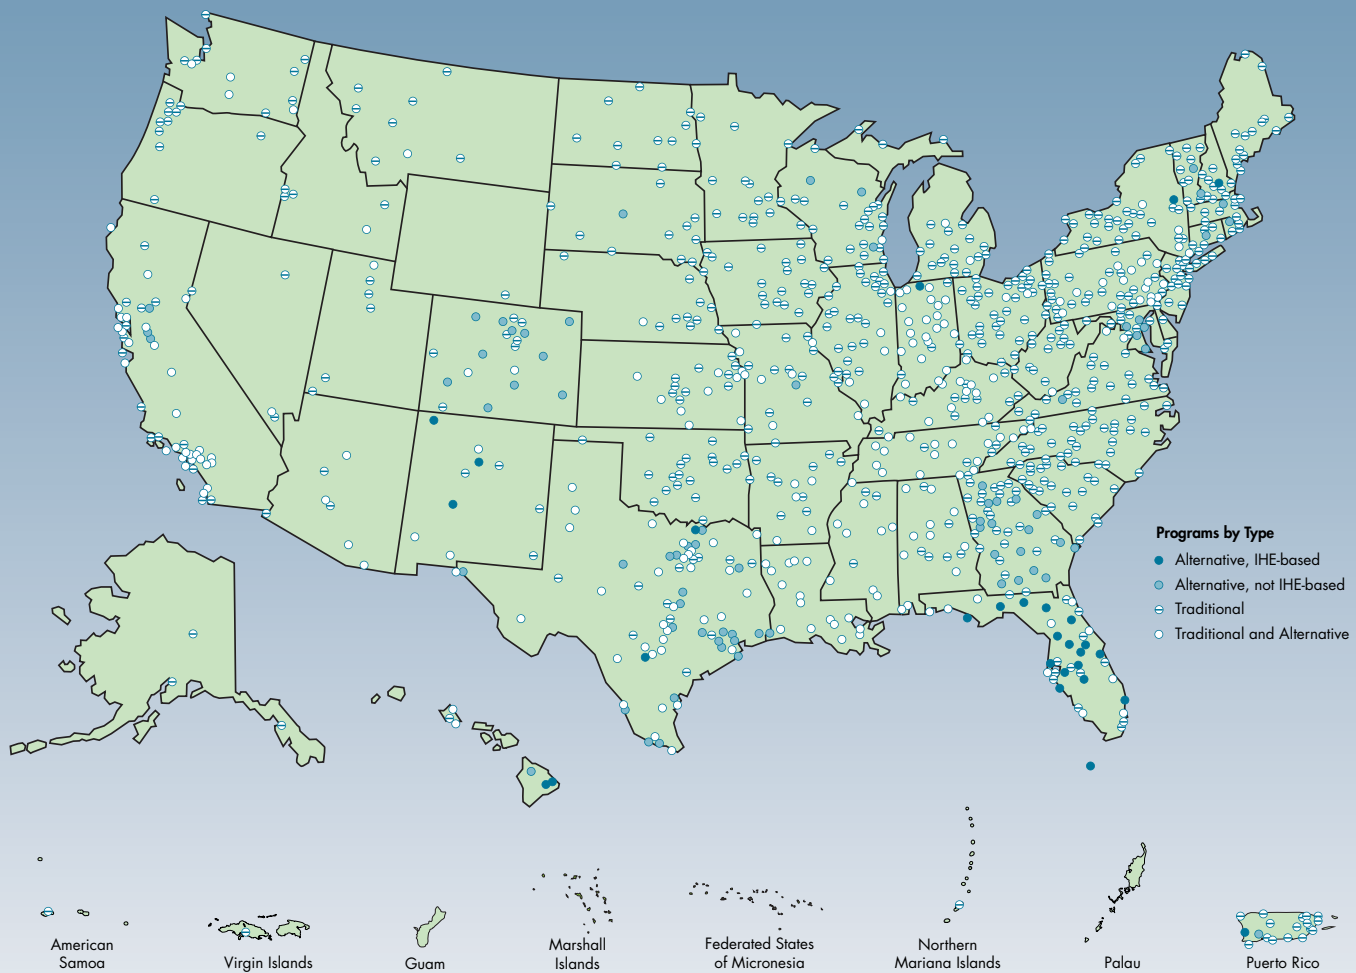 Programs by Type
Alternative, IHE-based
Alternative, not IHE-based
Traditional
Traditional and Alternative
American
Samoa
Virgin Islands
Guam
Marshall
Islands
Federated States
of Micronesia
Northern
Mariana Islands
Palau
Puerto Rico